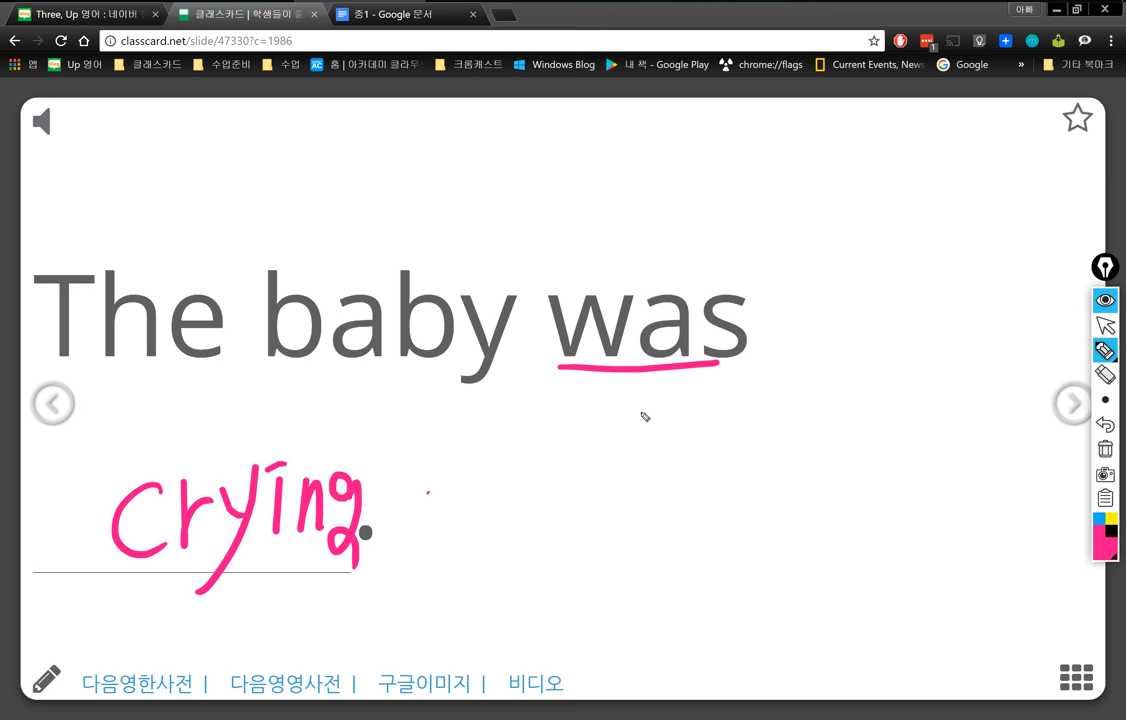 Three, Up 영어 : 네이버
클래스카드 | 학생들이 줄
중1 - Google 문서
아빠
classcard.net/slide/47330?c=1986
1
앱
Up 영어
클래스카드
수업준비
수업
홈 | 아카데미 클라우
크롬캐스트
Windows Blog
내 책 - Google Play
chrome://flags
Current Events, News
Google
»
기타 북마크
The baby was
crying.
다음영한사전 | 다음영영사전 | 구글이미지 | 비디오